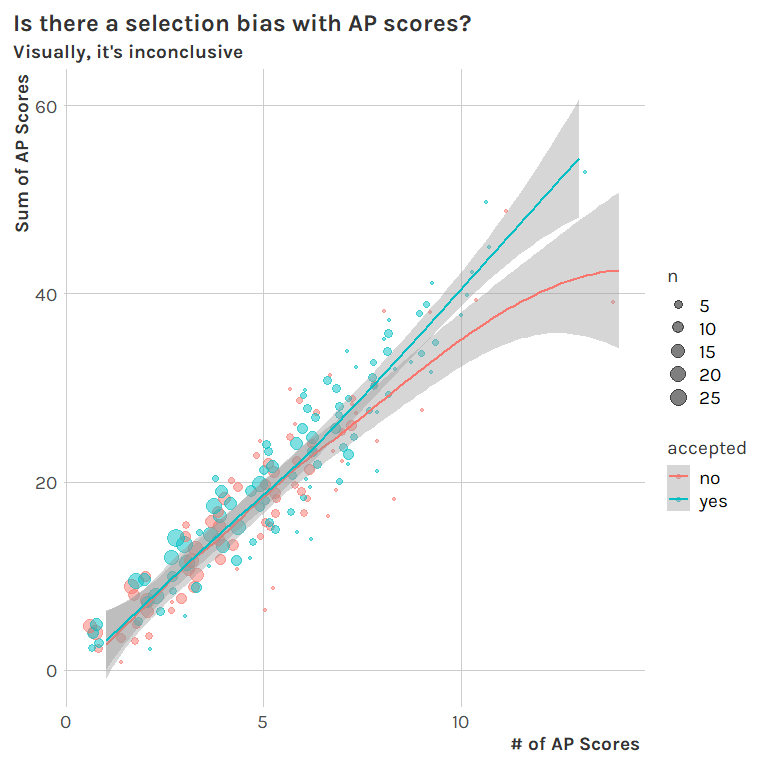 Is there a selection bias with AP scores?
Visually, it's inconclusive
Sum of AP Scores
60
40
20
0
0
5
10
# of AP Scores
n
5
10
15
20
25
accepted
no
yes